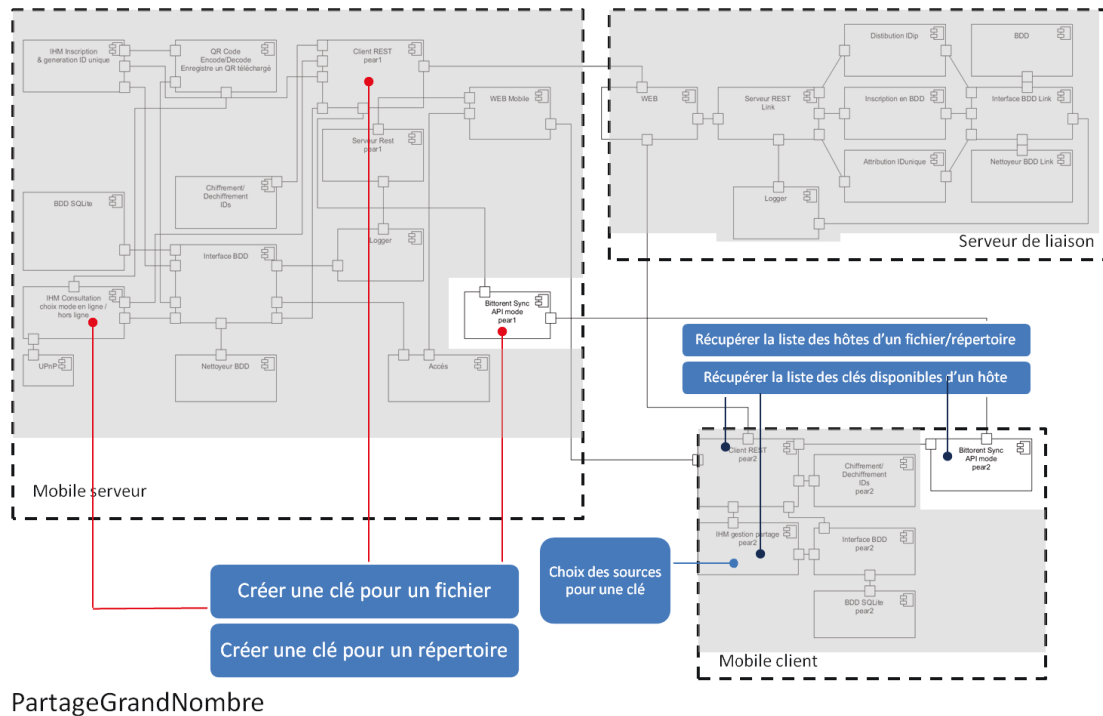 IHM Inscription
& generation ID unique
QR Code
Encode/Decode
Enregistre un QR téléchargé
Client REST
pear1
WEB Mobile
Serveur Rest
pear1
Chiffrement/
Dechiffrement
IDs
BDD SQLite
Logger
Interface BDD
IHM Consultation
choix mode en ligne /
hors ligne
Bittorent Sync
API mode
pear1
UPnP
Nettoyeur BDD
Accés
Mobile serveur
Distibution IDip
BDD
WEB
Serveur REST
Link
Inscription en BDD
Interface BDD Link
Attribution IDunique
Nettoyeur BDD Link
Logger
Serveur de liaison
Récupérer la liste des hôtes d'un fichier/répertoire
Récupérer la liste des clés disponibles d'un hôte
Client REST
pear2
Bittorent Sync
API mode
pear2
Chiffrement/
Dechiffrement
IDs
pear2
IHM gestion partage
pear2
Interface BDD
pear2
BDD SQLite
pear2
Mobile client
Choix des sources
pour une clé
Créer une clé pour un fichier
Créer une clé pour un répertoire
PartageGrandNombre